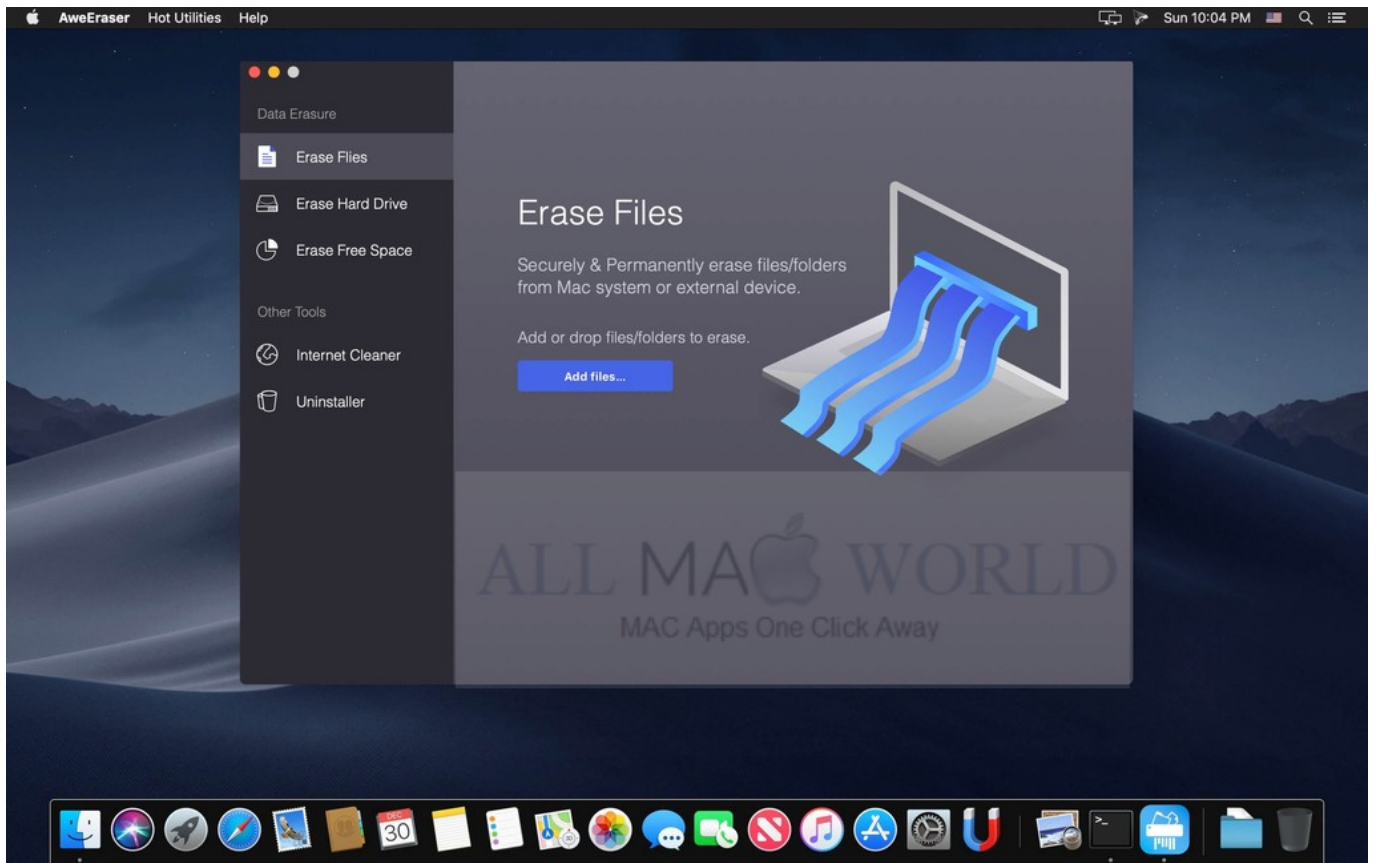 AweEraser Hot Utilities Help Sun 10:04 PM
Data Erasure
Erase Flies
Erase Hard Drive
Erase Free Space
Other Tools
Internet Cleaner
Uninstaller
Erase Files
Securely & Permanently erase files/folders
from Mac system or external device.
Add or drop files/folders to erase.
Add files...
ALL MAC WORLD
MAC Apps One Click Away
DEC
30
>_